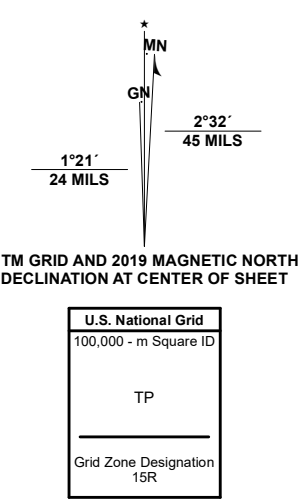 ★
MN
GN
2°32´
45 MILS
1°21´
24 MILS
TM GRID AND 2019 MAGNETIC NORTH
DECLINATION AT CENTER OF SHEET
U.S. National Grid
100,000 - m Square ID
TP
Grid Zone Designation
15R